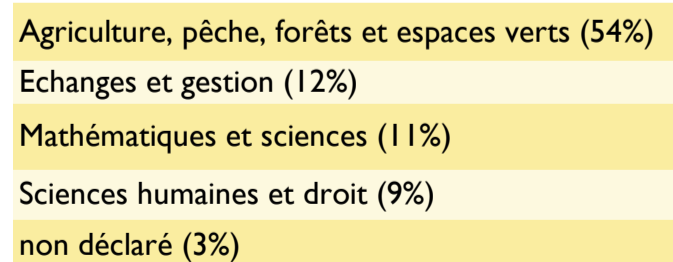 Agriculture, pêche, forêts et espaces verts (54%)
Echanges et gestion (12%)
Mathématiques et sciences (11%)
Sciences humaines et droit (9%)
non déclaré (3%)